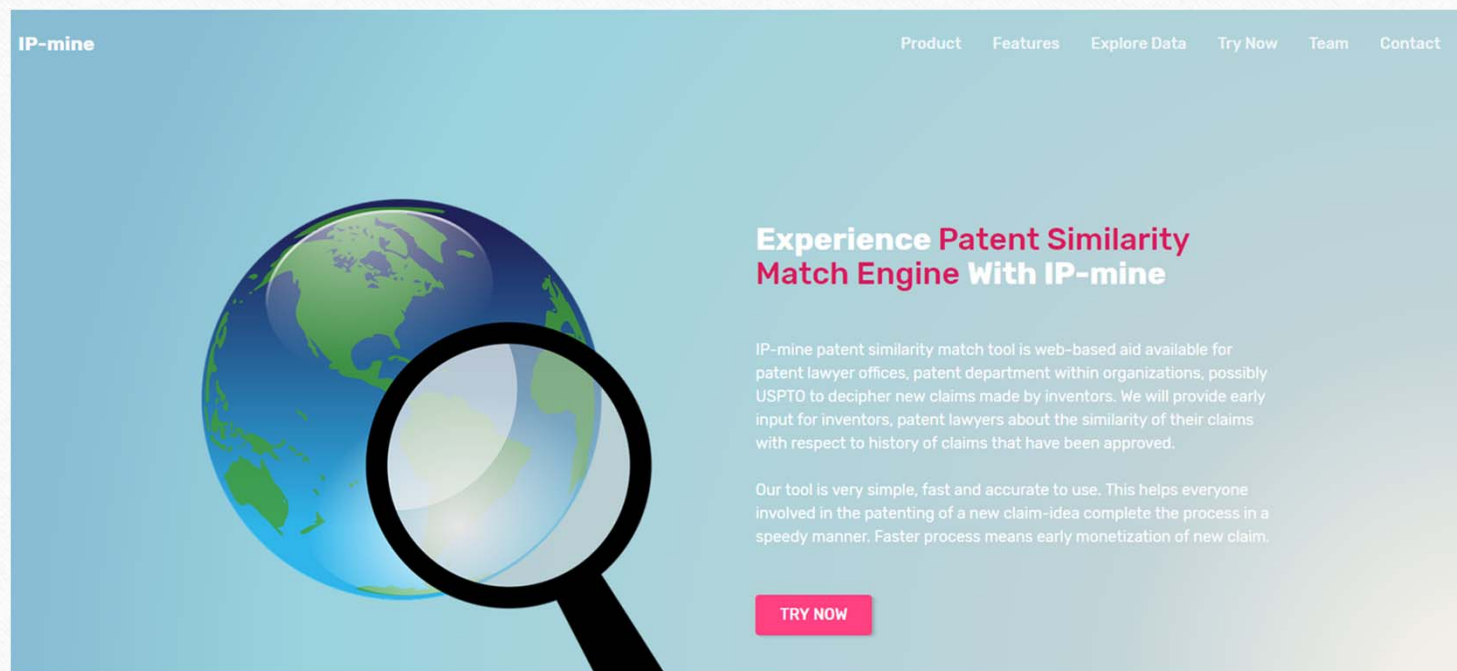 IP-mine
Product Features Explore Data Try Now Team Contact
Experience Patent Similarity
Match Engine With IP-mine
IP-mine patent similarity match tool is web-based aid available for
patent lawyer offices, patent department within organizations, possibly
USPTO to decipher new claims made by inventors. We will provide early
input for inventors, patent lawyers about the similarity of their claims
with respect to history of claims that have been approved.
Our tool is very simple, fast and accurate to use. This helps everyone
involved in the patenting of a new claim-idea complete the process in a
speedy manner. Faster process means early monetization of new claim.
TRY NOW